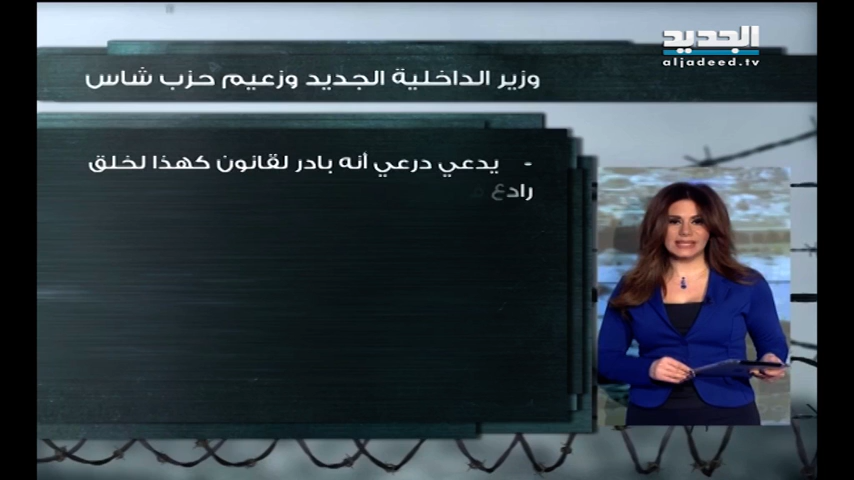 الجديد
aljadeed.tv
وزير الداخلية الجديد وزعيم حزب شاس
- يدعي درعي أنه بادر لقانون كهذا لخلق
رادع